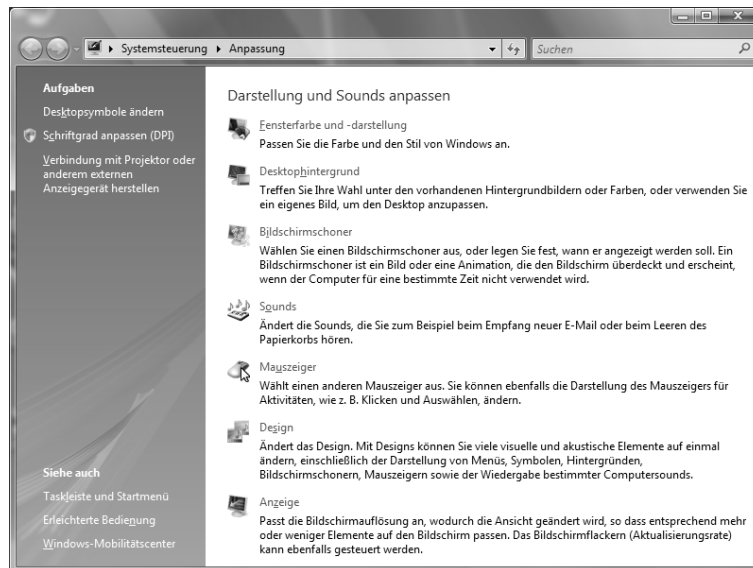 Systemsteuerung
Anpassung
Suchen
Aufgaben
Desktopsymbole ändern
Schriftgrad anpassen (DPI)
Verbindung mit Projektor oder
anderem externen
Anzeigegerät herstellen
Siehe auch
Taskleiste und Startmenü
Erleichterte Bedienung
Windows-Mobilitätscenter
Darstellung und Sounds anpassen
Fensterfarbe und -darstellung
Passen Sie die Farbe und den Stil von Windows an.
Desktophintergrund
Treffen Sie Ihre Wahl unter den vorhandenen Hintergrundbildern oder Farben, oder verwenden Sie
ein eigenes Bild, um den Desktop anzupassen.
Bildschirmschoner
Wählen Sie einen Bildschirmschoner aus, oder legen Sie fest, wann er angezeigt werden soll. Ein
Bildschirmschoner ist ein Bild oder eine Animation, die den Bildschirm überdeckt und erscheint,
wenn der Computer für eine bestimmte Zeit nicht verwendet wird.
Sounds
Ändert die Sounds, die Sie zum Beispiel beim Empfang neuer E-Mail oder beim Leeren des
Papierkorbs hören.
Mauszeiger
Wählt einen anderen Mauszeiger aus. Sie können ebenfalls die Darstellung des Mauszeigers für
Aktivitäten, wie z. B. Klicken und Auswählen, ändern.
Design
Ändert das Design. Mit Designs können Sie viele visuelle und akustische Elemente auf einmal
ändern, einschließlich der Darstellung von Menüs, Symbolen, Hintergründen,
Bildschirmschonern, Mauszeigern sowie der Wiedergabe bestimmter Computersounds.
Anzeige
Passt die Bildschirmauflösung an, wodurch die Ansicht geändert wird, so dass entsprechend mehr
oder weniger Elemente auf den Bildschirm passen. Das Bildschirmflackern (Aktualisierungsrate)
kann ebenfalls gesteuert werden.